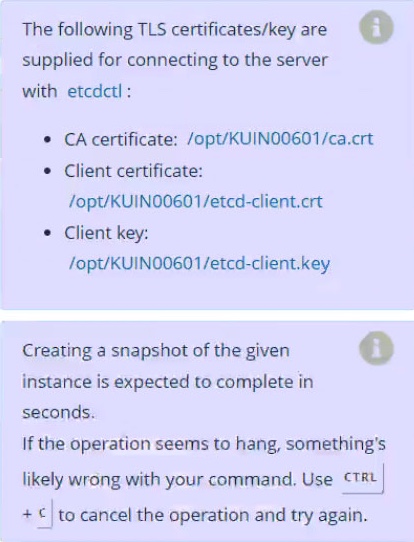 The following TLS certificates/key are
supplied for connecting to the server
with etcdctl :
• CA certificate: /opt/KUIN00601/ca.crt
• Client certificate:
/opt/KUIN00601/etcd-client.crt
• Client key:
/opt/KUIN00601/etcd-client.key
Creating a snapshot of the given
instance is expected to complete in
seconds.
If the operation seems to hang, something's
likely wrong with your command. Use CTRL
+ C to cancel the operation and try again.